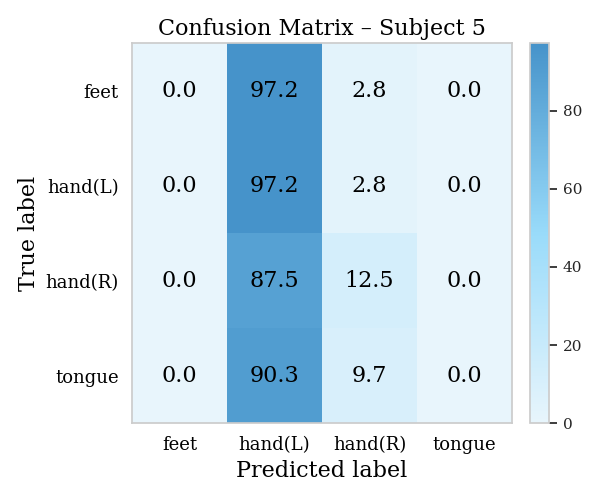 Confusion Matrix – Subject 5
True label
feet 0.0 97.2 2.8 0.0
hand(L) 0.0 97.2 2.8 0.0
hand(R) 0.0 87.5 12.5 0.0
tongue 0.0 90.3 9.7 0.0
feet hand(L) hand(R) tongue
Predicted label
80
60
40
20
0